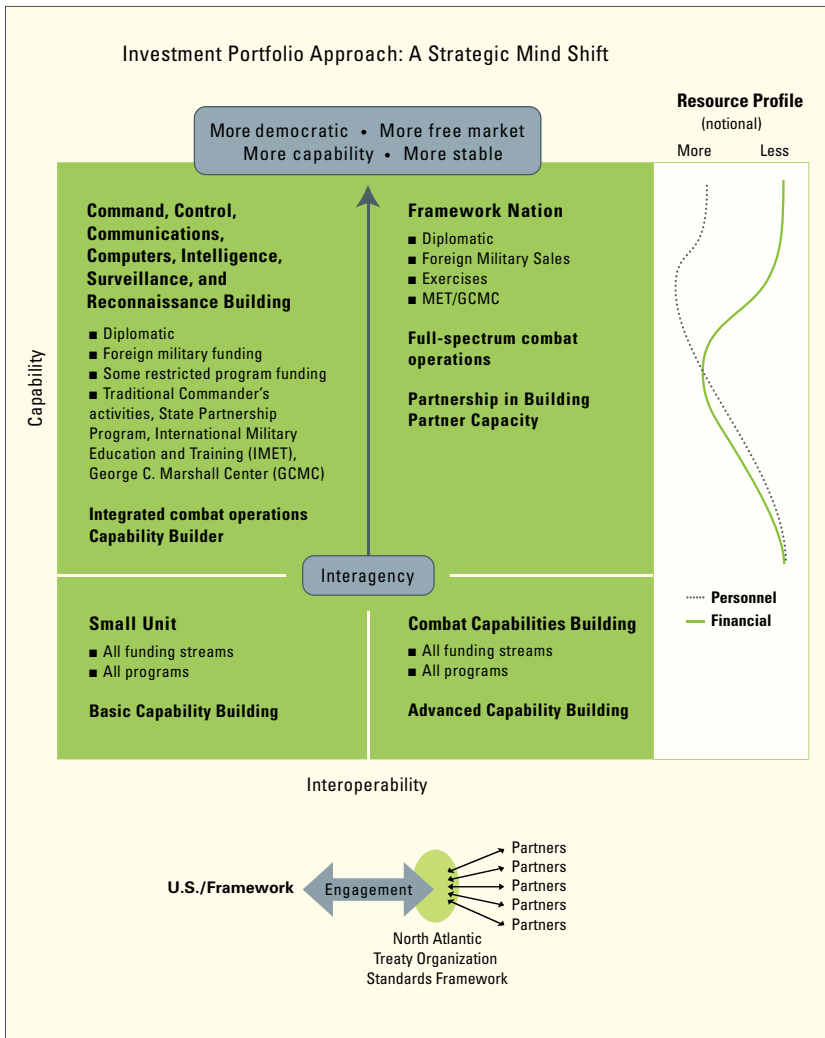 Investment Portfolio Approach: A Strategic Mind Shift
More democratic • More free market
More capability • More stable
Resource Profile
(notional)
More Less
Capability
Command, Control,
Communications,
Computers, Intelligence,
Surveillance, and
Reconnaissance Building
■ Diplomatic
■ Foreign military funding
■ Some restricted program funding
■ Traditional Commander's
activities, State Partnership
Program, International Military
Education and Training (IMET),
George C. Marshall Center (GCMC)
Integrated combat operations
Capability Builder
Framework Nation
■ Diplomatic
■ Foreign Military Sales
■ Exercises
■ MET/GCMC
Full-spectrum combat
operations
Partnership in Building
Partner Capacity
Interagency
Small Unit
■ All funding streams
■ All programs
Basic Capability Building
Combat Capabilities Building
■ All funding streams
■ All programs
Advanced Capability Building
Personnel
Financial
Interoperability
U.S./Framework
Engagement
Partners
Partners
Partners
Partners
Partners
North Atlantic
Treaty Organization
Standards Framework